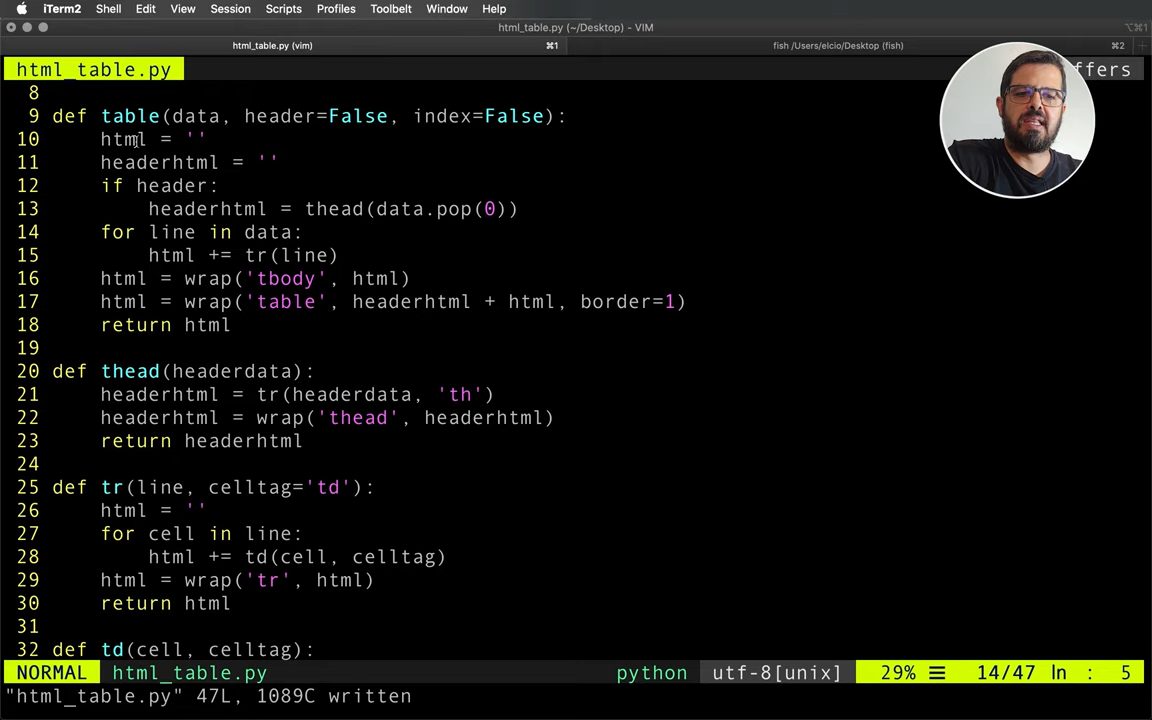 iTerm2 Shell Edit View Session Scripts Profiles Toolbelt Window Help
html_table.py (~/Desktop) - VIM ⌥⌘1
html_table.py (vim) ⌘1 fish /Users/elcio/Desktop (fish) ⌘2
html_table.py ffers
8
9 def table(data, header=False, index=False):
10     html = ''
11     headerhtml = ''
12     if header:
13         headerhtml = thead(data.pop(0))
14     for line in data:
15         html += tr(line)
16     html = wrap('tbody', html)
17     html = wrap('table', headerhtml + html, border=1)
18     return html
19
20 def thead(headerdata):
21     headerhtml = tr(headerdata, 'th')
22     headerhtml = wrap('thead', headerhtml)
23     return headerhtml
24
25 def tr(line, celltag='td'):
26     html = ''
27     for cell in line:
28         html += td(cell, celltag)
29     html = wrap('tr', html)
30     return html
31
32 def td(cell, celltag):
NORMAL html_table.py python utf-8[unix] 29% ☰ 14/47 ln : 5
"html_table.py" 47L, 1089C written